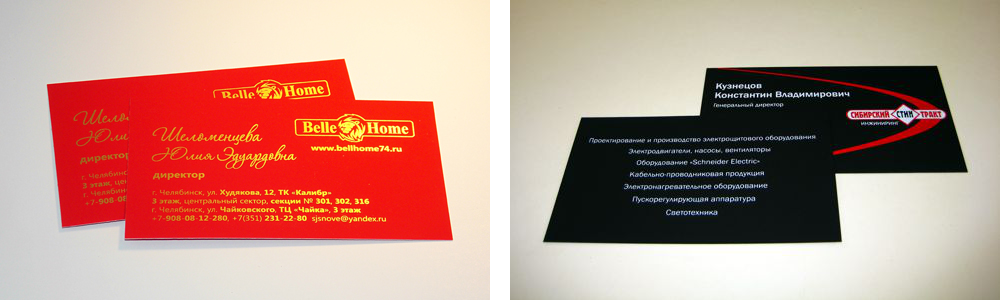 Belle Home
Шеломе
Юлия Э
директор
г. Челябинск,
3 этаж, цен
г. Челябинск
+7-908-08
Belle Home
www.bellhome74.ru
Шеломенцева
Юлия Эдуардовна
директор
г. Челябинск, ул. Худякова, 12, ТК «Калибр»
3 этаж, центральный сектор, секции № 301, 302, 316
г. Челябинск, ул. Чайковского, ТЦ «Чайка», 3 этаж
+7-908-08-12-280, +7(351) 231-22-80 sjsnove@yandex.ru
Кузнецов
Константин Владимирович
Генеральный директор
СИБИРСКИЙ СТИН ТРАКТ
ИНЖИНИРИНГ
Проектирование и производство электрощитового оборудования
Электродвигатели, насосы, вентиляторы
Оборудование «Schneider Electric»
Кабельно-проводниковая продукция
Электронагревательное оборудование
Пускорегулирующая аппаратура
Светотехника